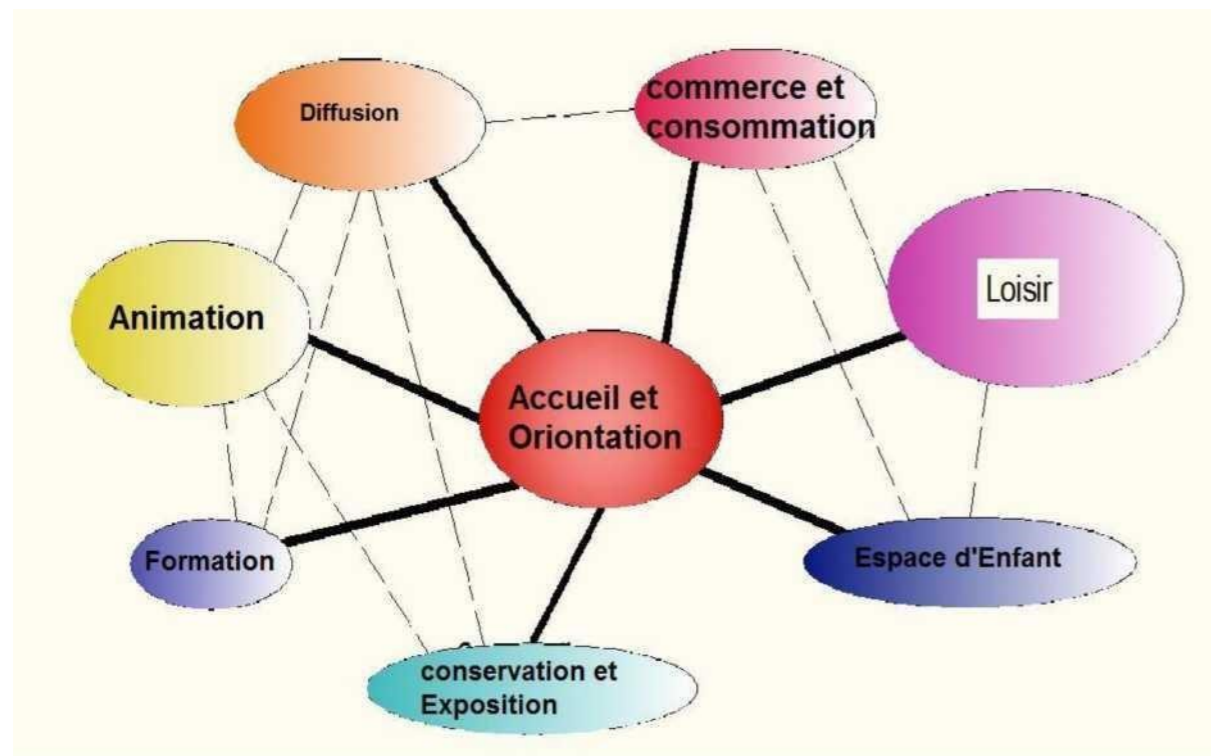 Diffusion
commerce et
consommation
Loisir
Animation
Accueil et
Oriontation
Formation
Espace d'Enfant
conservation et
Exposition